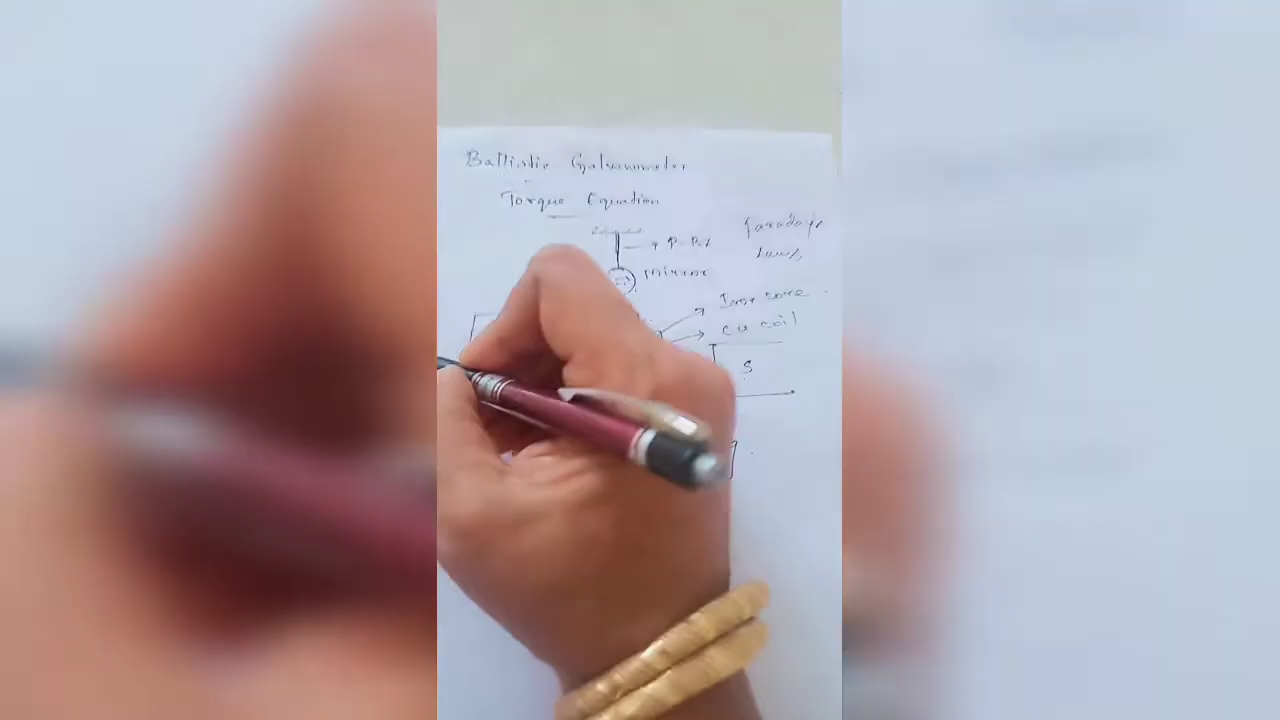 Ballistic Galvanometer
Torque Equation
Faraday's
Laws
mirror
Iron core
cu coil
S